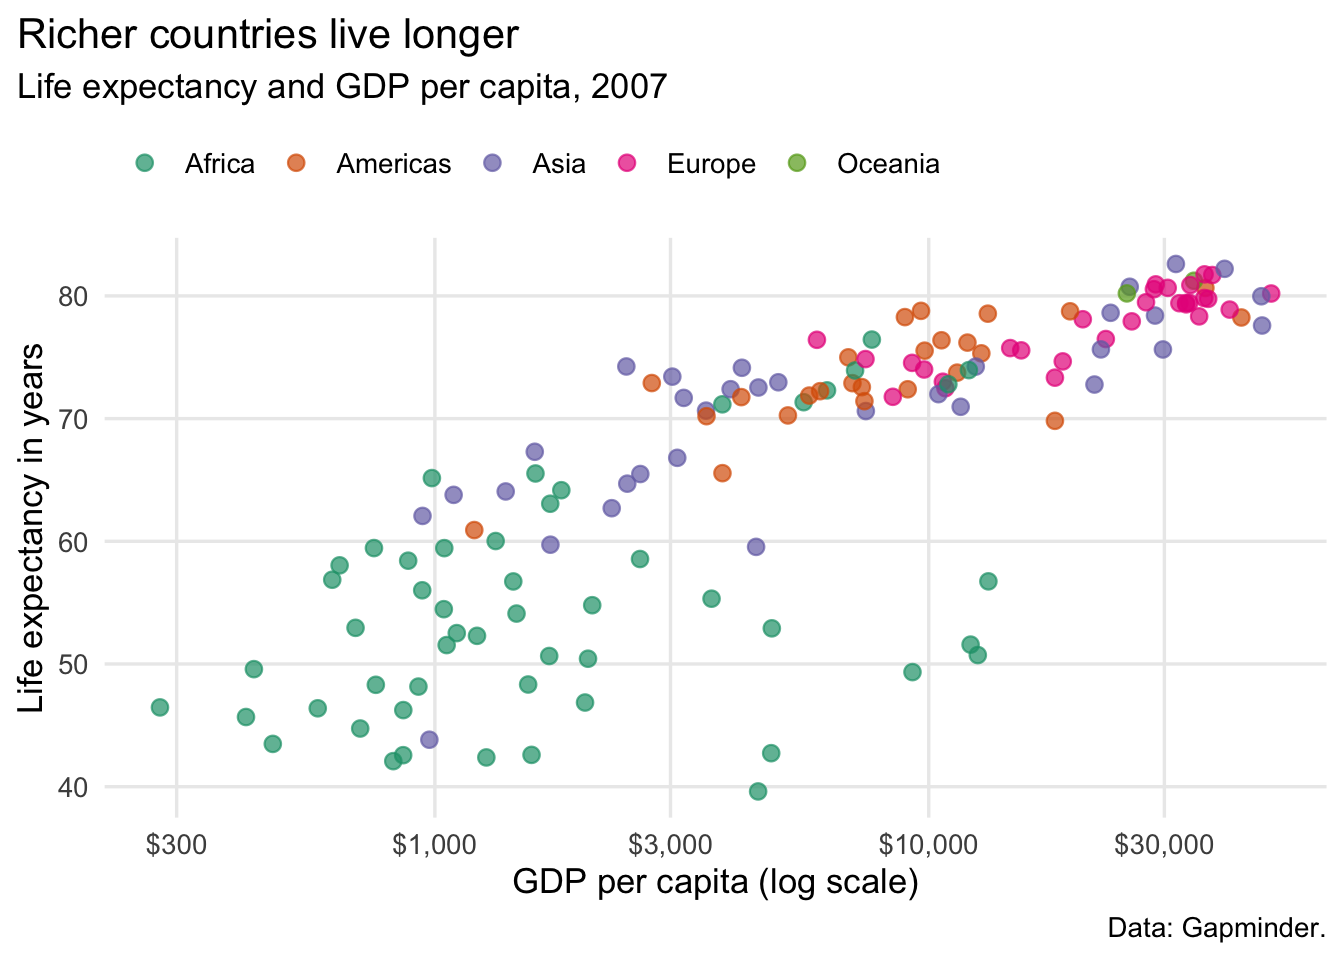 Richer countries live longer
Life expectancy and GDP per capita, 2007
Africa Americas Asia Europe Oceania
Life expectancy in years
80
70
60
50
40
$300 $1,000 $3,000 $10,000 $30,000
GDP per capita (log scale)
Data: Gapminder.